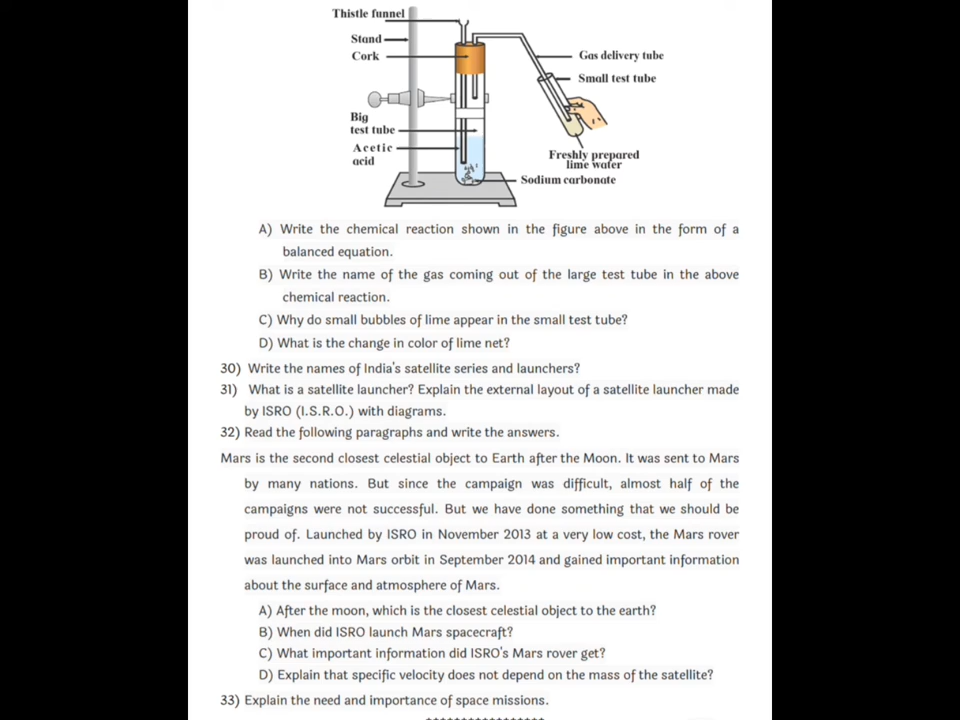 Thistle funnel
Stand
Cork
Gas delivery tube
Small test tube
Big
test tube
Acetic
acid
Freshly prepared
lime water
Sodium carbonate
A) Write the chemical reaction shown in the figure above in the form of a
balanced equation.
B) Write the name of the gas coming out of the large test tube in the above
chemical reaction.
C) Why do small bubbles of lime appear in the small test tube?
D) What is the change in color of lime net?
30) Write the names of India's satellite series and launchers?
31) What is a satellite launcher? Explain the external layout of a satellite launcher made
by ISRO (I.S.R.O.) with diagrams.
32) Read the following paragraphs and write the answers.
Mars is the second closest celestial object to Earth after the Moon. It was sent to Mars
by many nations. But since the campaign was difficult, almost half of the
campaigns were not successful. But we have done something that we should be
proud of. Launched by ISRO in November 2013 at a very low cost, the Mars rover
was launched into Mars orbit in September 2014 and gained important information
about the surface and atmosphere of Mars.
A) After the moon, which is the closest celestial object to the earth?
B) When did ISRO launch Mars spacecraft?
C) What important information did ISRO's Mars rover get?
D) Explain that specific velocity does not depend on the mass of the satellite?
33) Explain the need and importance of space missions.
*****************